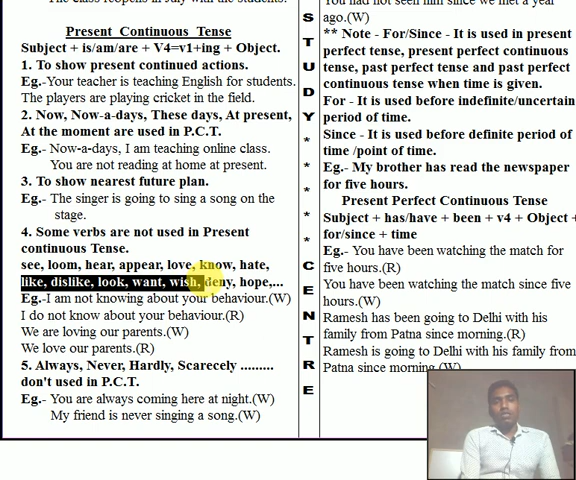 The class reopens in July with the students.
Present Continuous Tense
Subject + is/am/are + V4=v1+ing + Object.
1. To show present continued actions.
Eg.-Your teacher is teaching English for students.
The players are playing cricket in the field.
2. Now, Now-a-days, These days, At present,
At the moment are used in P.C.T.
Eg.- Now-a-days, I am teaching online class.
You are not reading at home at present.
3. To show nearest future plan.
Eg.- The singer is going to sing a song on the
stage.
4. Some verbs are not used in Present
continuous Tense.
see, loom, hear, appear, love, know, hate,
like, dislike, look, want, wish, deny, hope,...
Eg.-I am not knowing about your behaviour.(W)
I do not know about your behaviour.(R)
We are loving our parents.(W)
We love our parents.(R)
5. Always, Never, Hardly, Scarecely .........
don't used in P.C.T.
Eg.- You are always coming here at night.(W)
My friend is never singing a song.(W)
S
T
U
D
Y
*
*
*
*
*
C
E
N
T
R
E
You had not seen him since we met a year
ago.(W)
** Note - For/Since - It is used in present
perfect tense, present perfect continuous
tense, past perfect tense and past perfect
continuous tense when time is given.
For - It is used before indefinite/uncertain
period of time.
Since - It is used before definite period of
time /point of time.
Eg.- My brother has read the newspaper
for five hours.
Present Perfect Continuous Tense
Subject + has/have + been + v4 + Object +
for/since + time
Eg.- You have been watching the match for
five hours.(R)
You have been watching the match since five
hours.(W)
Ramesh has been going to Delhi with his
family from Patna since morning.(R)
Ramesh is going to Delhi with his family from
Patna since morning.(W)